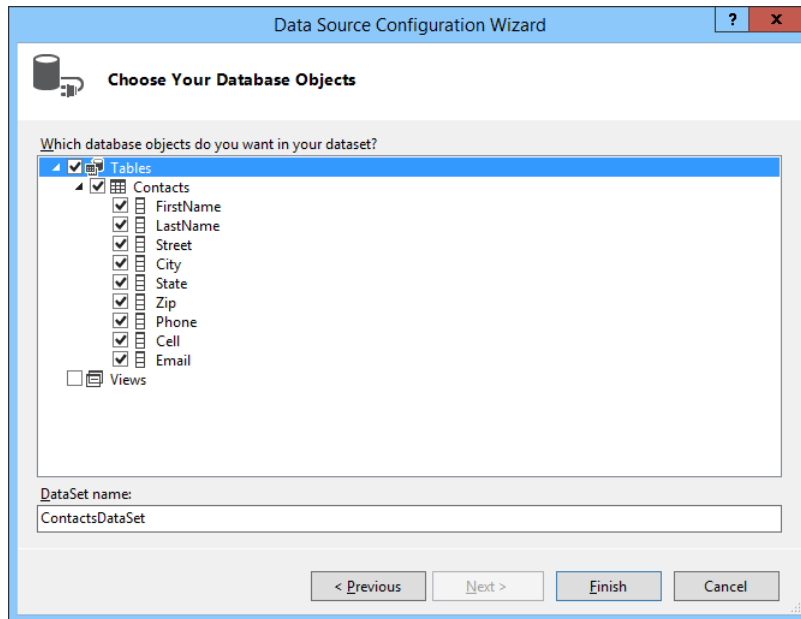 Data Source Configuration Wizard
? x
Choose Your Database Objects
Which database objects do you want in your dataset?
Tables
Contacts
FirstName
LastName
Street
City
State
Zip
Phone
Cell
Email
Views
DataSet name:
ContactsDataSet
< Previous Next > Finish Cancel